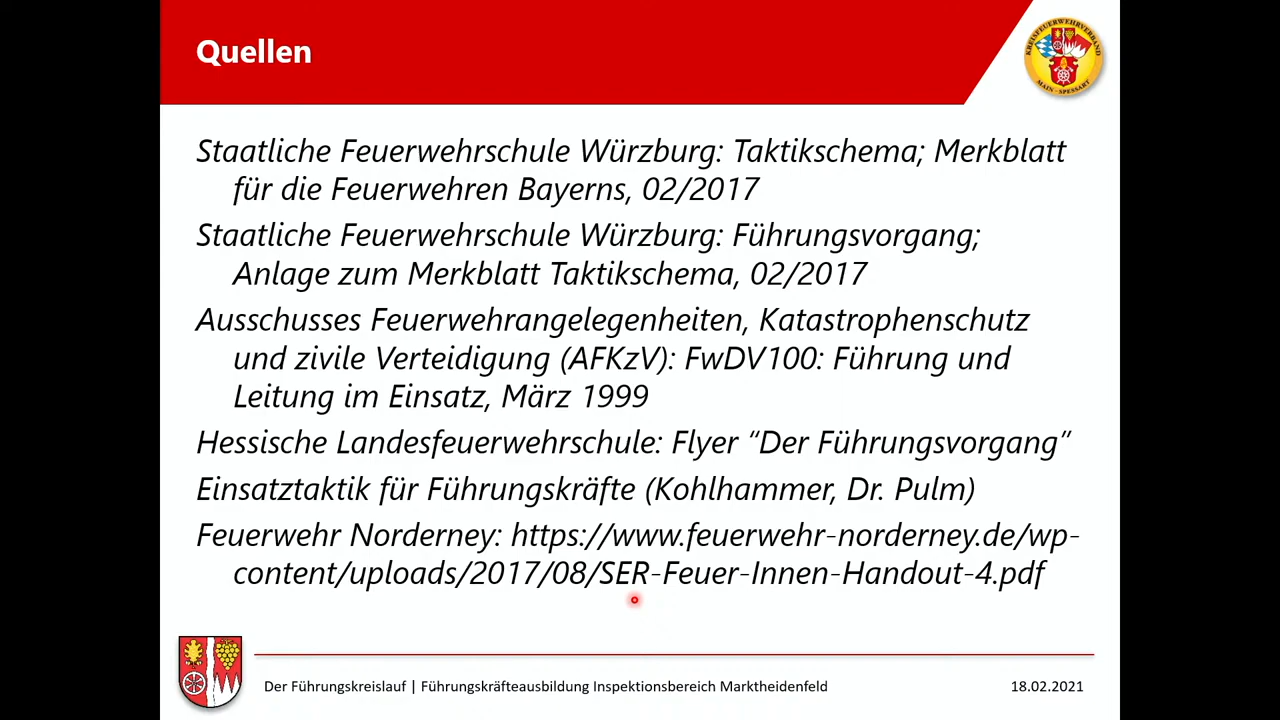 Quellen
KREISFEUERWEHRVERBAND
MAIN-SPESSART
Staatliche Feuerwehrschule Würzburg: Taktikschema; Merkblatt
für die Feuerwehren Bayerns, 02/2017
Staatliche Feuerwehrschule Würzburg: Führungsvorgang;
Anlage zum Merkblatt Taktikschema, 02/2017
Ausschusses Feuerwehrangelegenheiten, Katastrophenschutz
und zivile Verteidigung (AFKzV): FwDV100: Führung und
Leitung im Einsatz, März 1999
Hessische Landesfeuerwehrschule: Flyer “Der Führungsvorgang”
Einsatztaktik für Führungskräfte (Kohlhammer, Dr. Pulm)
Feuerwehr Norderney: https://www.feuerwehr-norderney.de/wp-
content/uploads/2017/08/SER-Feuer-Innen-Handout-4.pdf
Der Führungskreislauf | Führungskräfteausbildung Inspektionsbereich Marktheidenfeld
18.02.2021